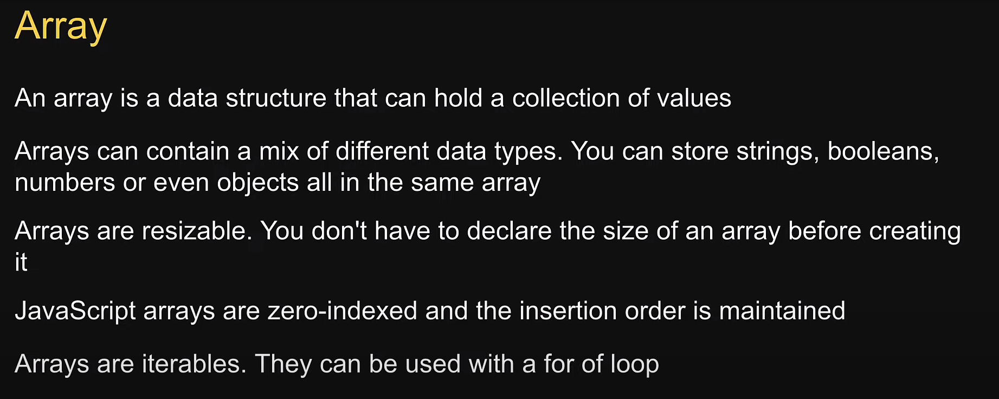 Array
An array is a data structure that can hold a collection of values
Arrays can contain a mix of different data types. You can store strings, booleans,
numbers or even objects all in the same array
Arrays are resizable. You don't have to declare the size of an array before creating
it
JavaScript arrays are zero-indexed and the insertion order is maintained
Arrays are iterables. They can be used with a for of loop